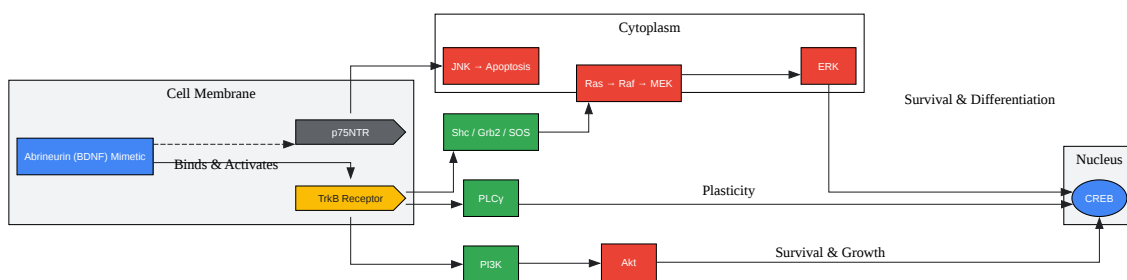 Cytoplasm
JNK → Apoptosis
ERK
Ras → Raf → MEK
Cell Membrane
Survival & Differentiation
p75NTR
Shc / Grb2 / SOS
Abrineurin (BDNF) Mimetic
Binds & Activates
Nucleus
TrkB Receptor
PLCγ
Plasticity
CREB
PI3K
Akt
Survival & Growth